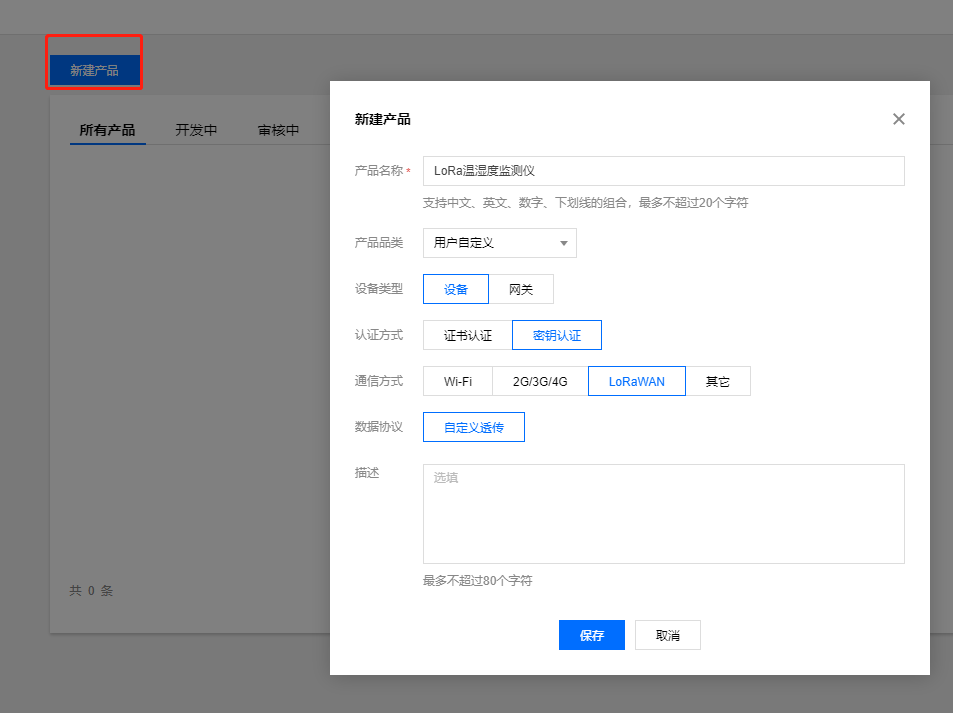 新建产品
所有产品 开发中 审核中
共 0 条
新建产品
产品名称* LoRa温湿度监测仪
支持中文、英文、数字、下划线的组合，最多不超过20个字符
产品品类 用户自定义
设备类型 设备 网关
认证方式 证书认证 密钥认证
通信方式 Wi-Fi 2G/3G/4G LoRaWAN 其它
数据协议 自定义透传
描述 选填
最多不超过80个字符
保存 取消